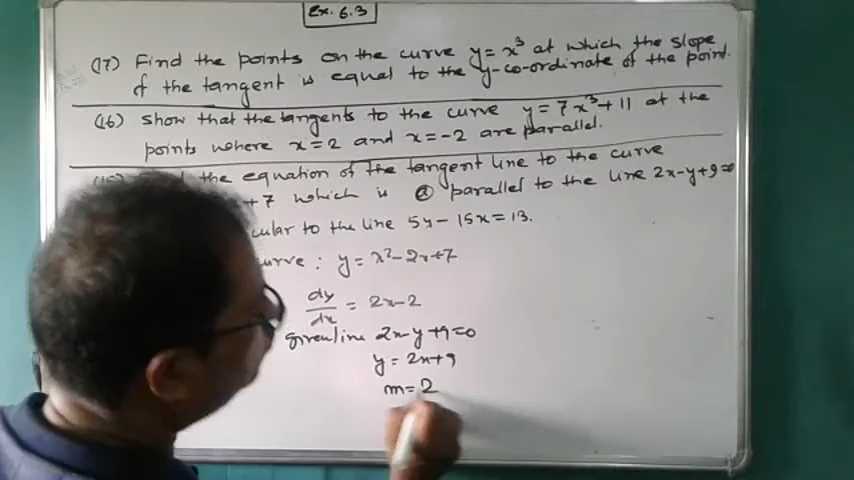 Ex. 6.3
(17) Find the points on the curve y = x³ at which the slope
of the tangent is equal to the y-co-ordinate of the point.
(16) Show that the tangents to the curve y = 7x³ + 11 at the
points where x = 2 and x = -2 are parallel.
the equation of the tangent line to the curve
+7 which is ⓐ parallel to the line 2x-y+9=0
cular to the line 5y - 15x = 13.
urve : y = x² - 2x + 7
dy/dx = 2x-2
given line 2x-y+9=0
y = 2x+9
m = 2